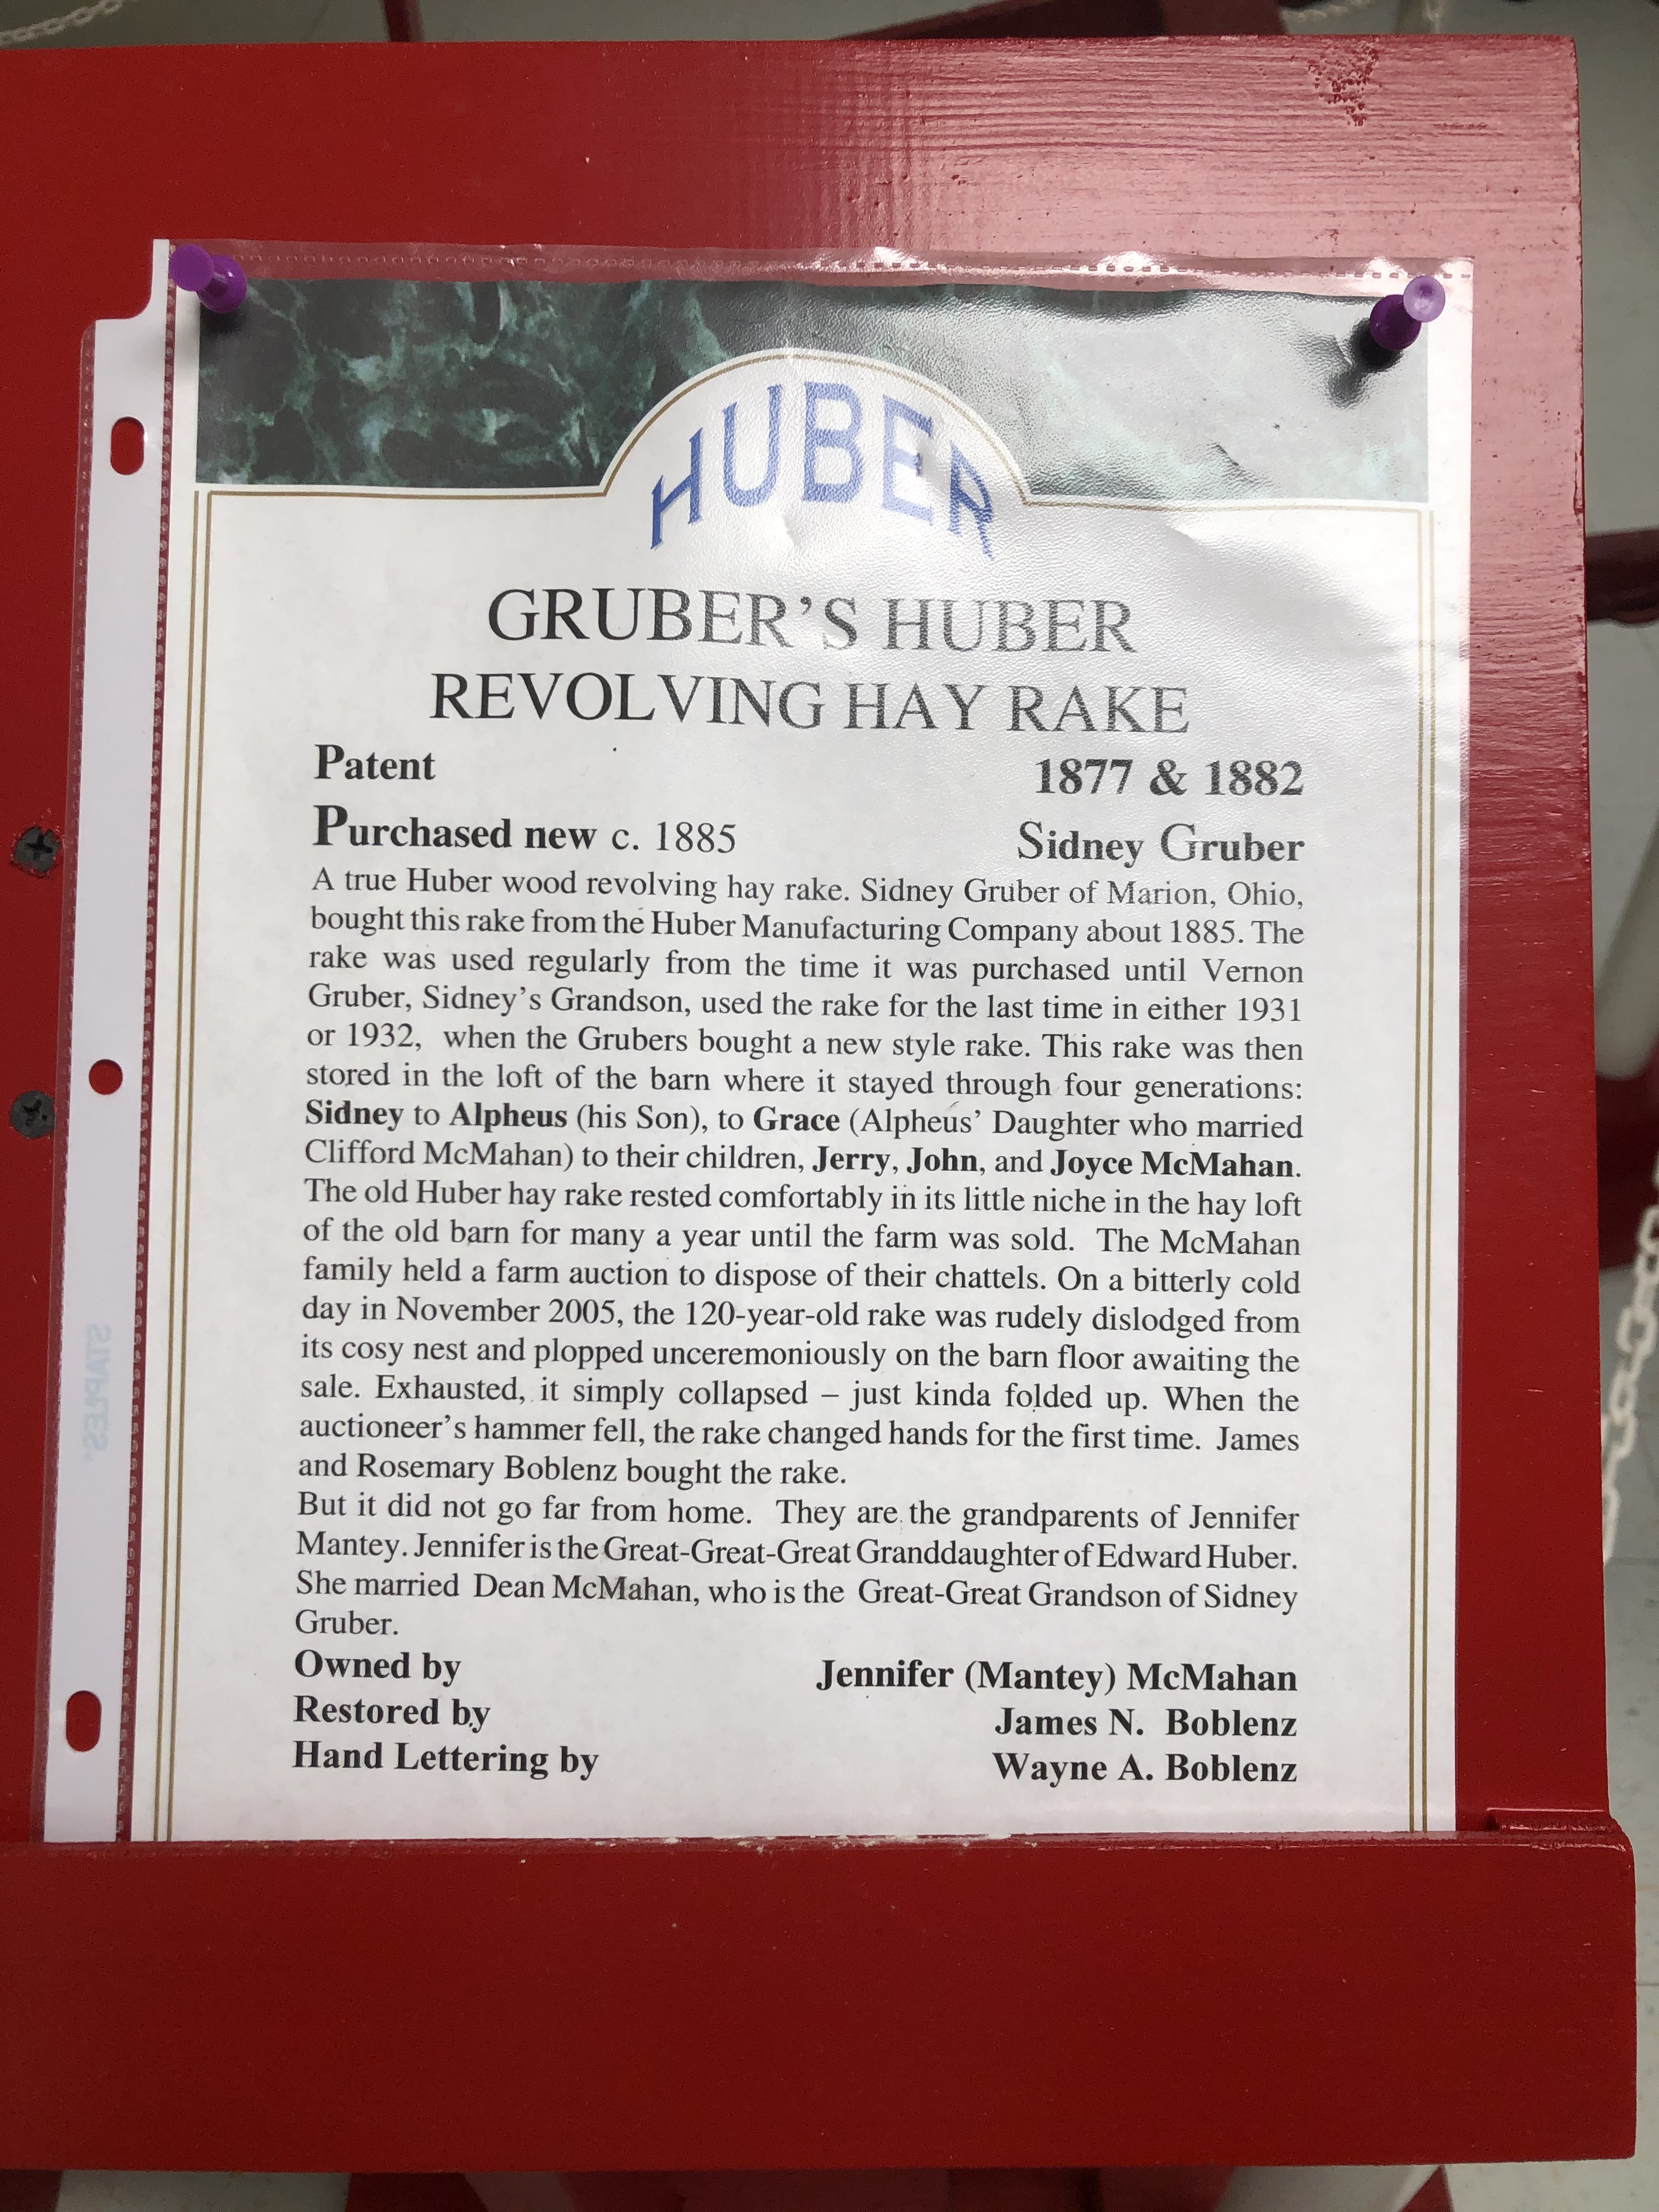 HUBER
GRUBER'S HUBER
REVOLVING HAY RAKE
Patent 1877 & 1882
Purchased new c. 1885 Sidney Gruber
A true Huber wood revolving hay rake. Sidney Gruber of Marion, Ohio,
bought this rake from the Huber Manufacturing Company about 1885. The
rake was used regularly from the time it was purchased until Vernon
Gruber, Sidney's Grandson, used the rake for the last time in either 1931
or 1932, when the Grubers bought a new style rake. This rake was then
stored in the loft of the barn where it stayed through four generations:
Sidney to Alpheus (his Son), to Grace (Alpheus' Daughter who married
Clifford McMahan) to their children, Jerry, John, and Joyce McMahan.
The old Huber hay rake rested comfortably in its little niche in the hay loft
of the old barn for many a year until the farm was sold. The McMahan
family held a farm auction to dispose of their chattels. On a bitterly cold
day in November 2005, the 120-year-old rake was rudely dislodged from
its cosy nest and plopped unceremoniously on the barn floor awaiting the
sale. Exhausted, it simply collapsed – just kinda folded up. When the
auctioneer's hammer fell, the rake changed hands for the first time. James
and Rosemary Boblenz bought the rake.
But it did not go far from home. They are the grandparents of Jennifer
Mantey. Jennifer is the Great-Great-Great Granddaughter of Edward Huber.
She married Dean McMahan, who is the Great-Great Grandson of Sidney
Gruber.
Owned by Jennifer (Mantey) McMahan
Restored by James N. Boblenz
Hand Lettering by Wayne A. Boblenz
STAPLES